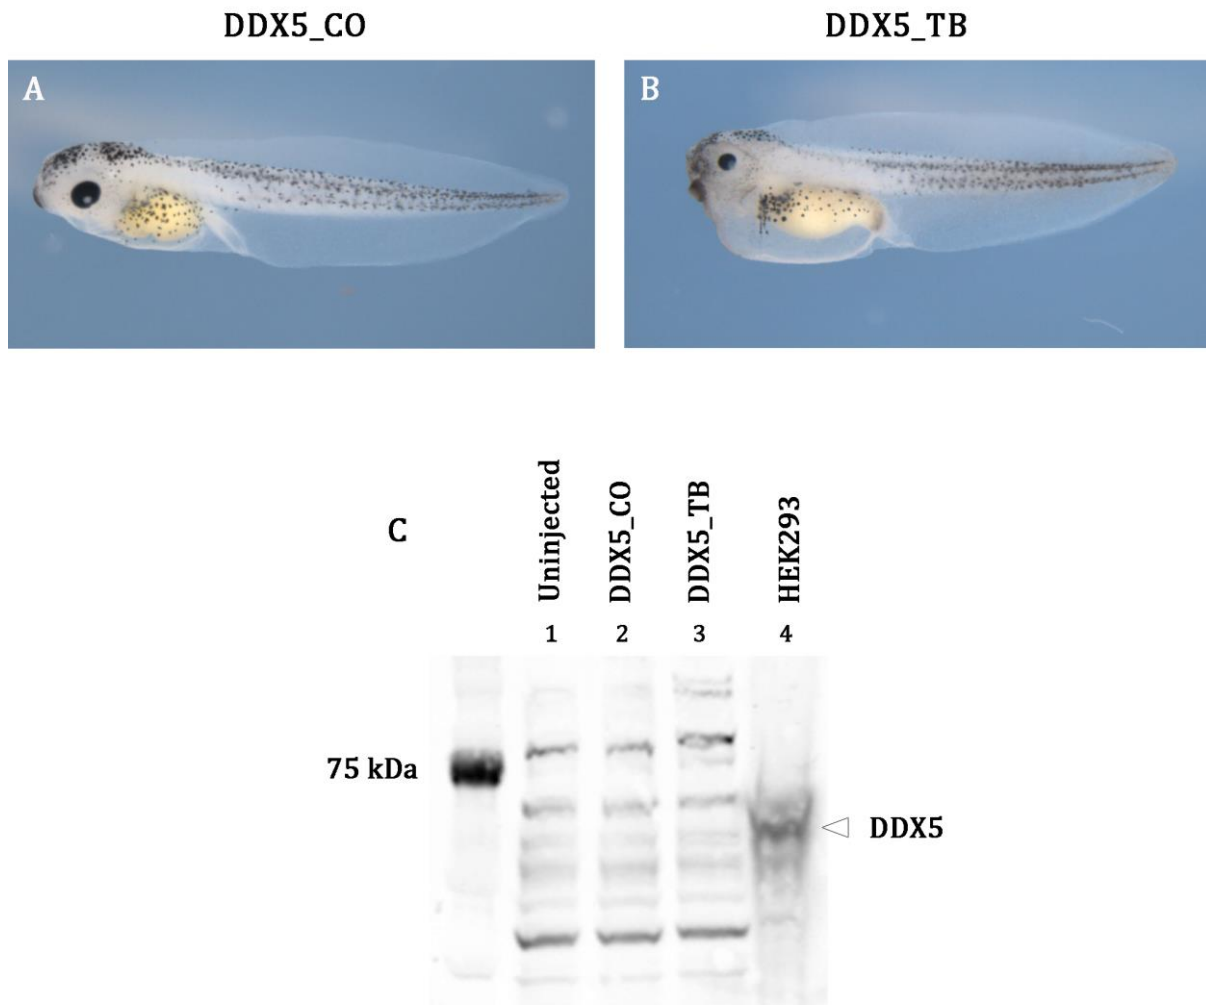 DDX5_CO
DDX5_TB
A
B
C
Uninjected
DDX5_CO
DDX5_TB
HEK293
1 2 3 4
75 kDa
DDX5